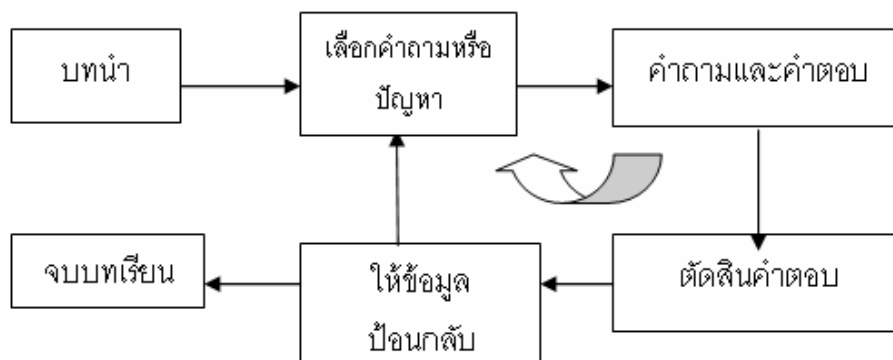 บทนำ
เลือกคำถามหรือ
ปัญหา
คำถามและคำตอบ
จบบทเรียน
ให้ข้อมูล
ป้อนกลับ
ตัดสินคำตอบ